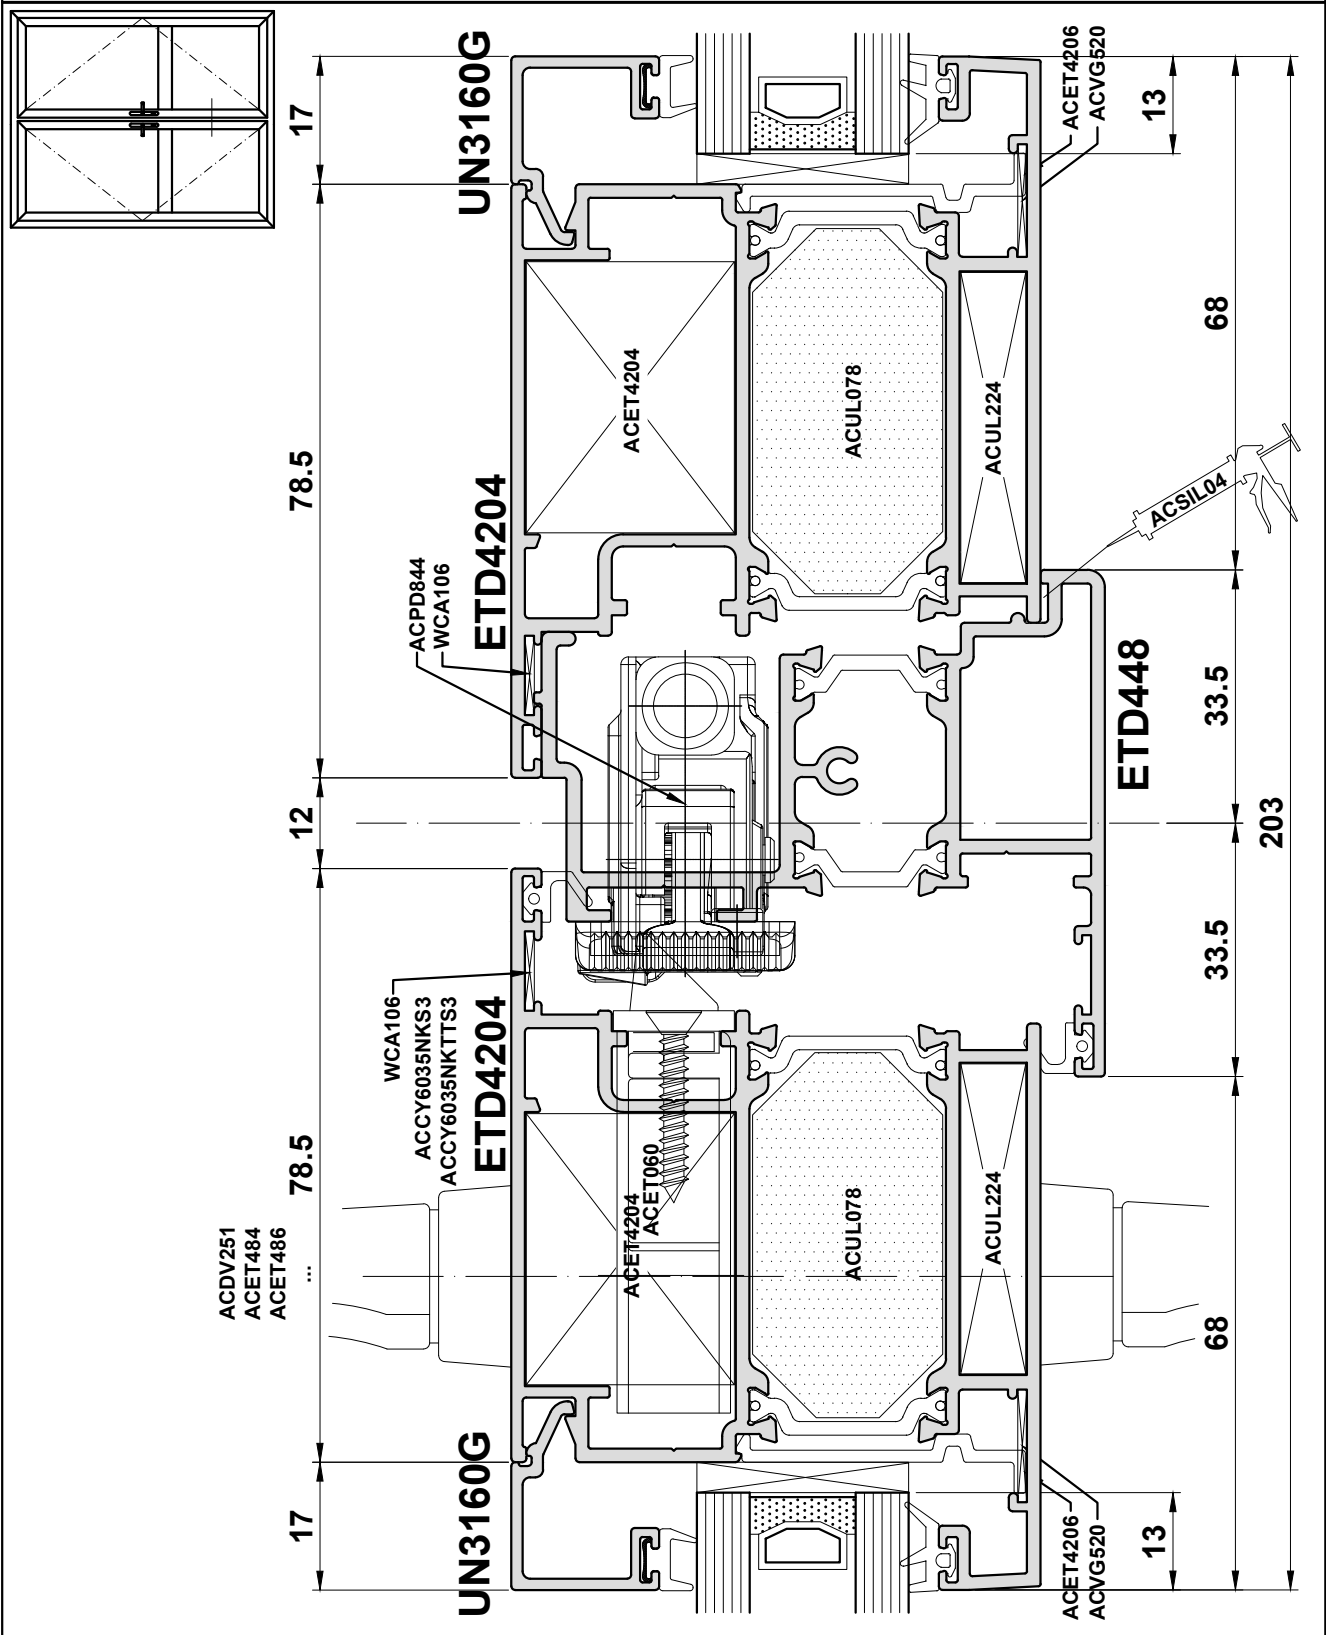 17
78.5
12
78.5
17
UN3160G
ETD4204
ACPD844
WCA106
WCA106
ACCY6035NKS3
ACCY6035NKTTS3
ETD4204
ACDV251
ACET484
ACET486
...
UN3160G
ACET4204
ACUL078
ACUL224
ACET4204
ACET060
ACUL078
ACUL224
ACET4206
ACVG520
13
68
ACSIL04
33.5
ETD448
203
33.5
68
13
ACET4206
ACVG520